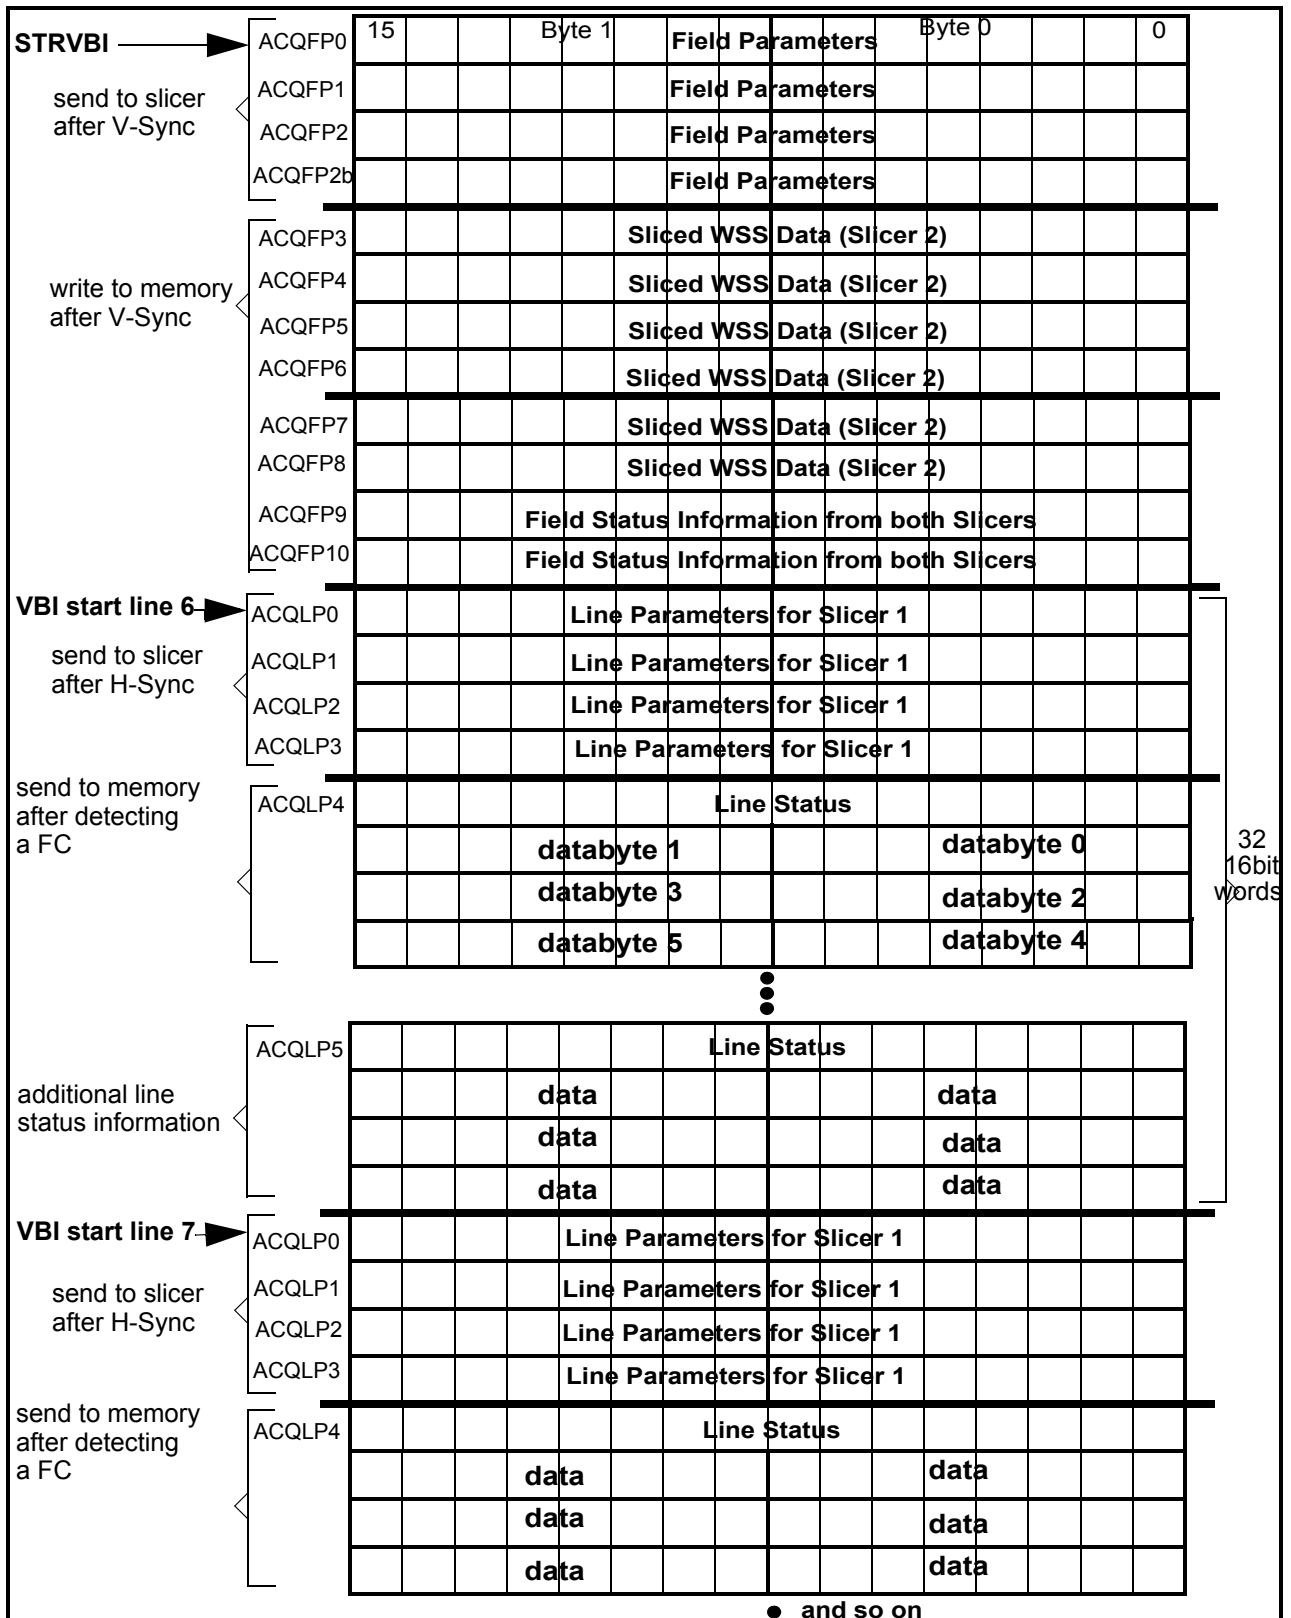 15 Byte 1 Byte 0 0
STRVBI ACQFP0 Field Parameters
send to slicer
after V-Sync
ACQFP1 Field Parameters
ACQFP2 Field Parameters
ACQFP2b Field Parameters
write to memory
after V-Sync
ACQFP3 Sliced WSS Data (Slicer 2)
ACQFP4 Sliced WSS Data (Slicer 2)
ACQFP5 Sliced WSS Data (Slicer 2)
ACQFP6 Sliced WSS Data (Slicer 2)
ACQFP7 Sliced WSS Data (Slicer 2)
ACQFP8 Sliced WSS Data (Slicer 2)
ACQFP9 Field Status Information from both Slicers
ACQFP10 Field Status Information from both Slicers
VBI start line 6 ACQLP0 Line Parameters for Slicer 1
send to slicer
after H-Sync
ACQLP1 Line Parameters for Slicer 1
ACQLP2 Line Parameters for Slicer 1
ACQLP3 Line Parameters for Slicer 1
send to memory
after detecting
a FC
ACQLP4 Line Status
databyte 1 databyte 0
databyte 3 databyte 2
databyte 5 databyte 4
32
16bit
words
ACQLP5 Line Status
additional line
status information
data data
data data
data data
VBI start line 7 ACQLP0 Line Parameters for Slicer 1
send to slicer
after H-Sync
ACQLP1 Line Parameters for Slicer 1
ACQLP2 Line Parameters for Slicer 1
ACQLP3 Line Parameters for Slicer 1
send to memory
after detecting
a FC
ACQLP4 Line Status
data data
data data
data data
and so on